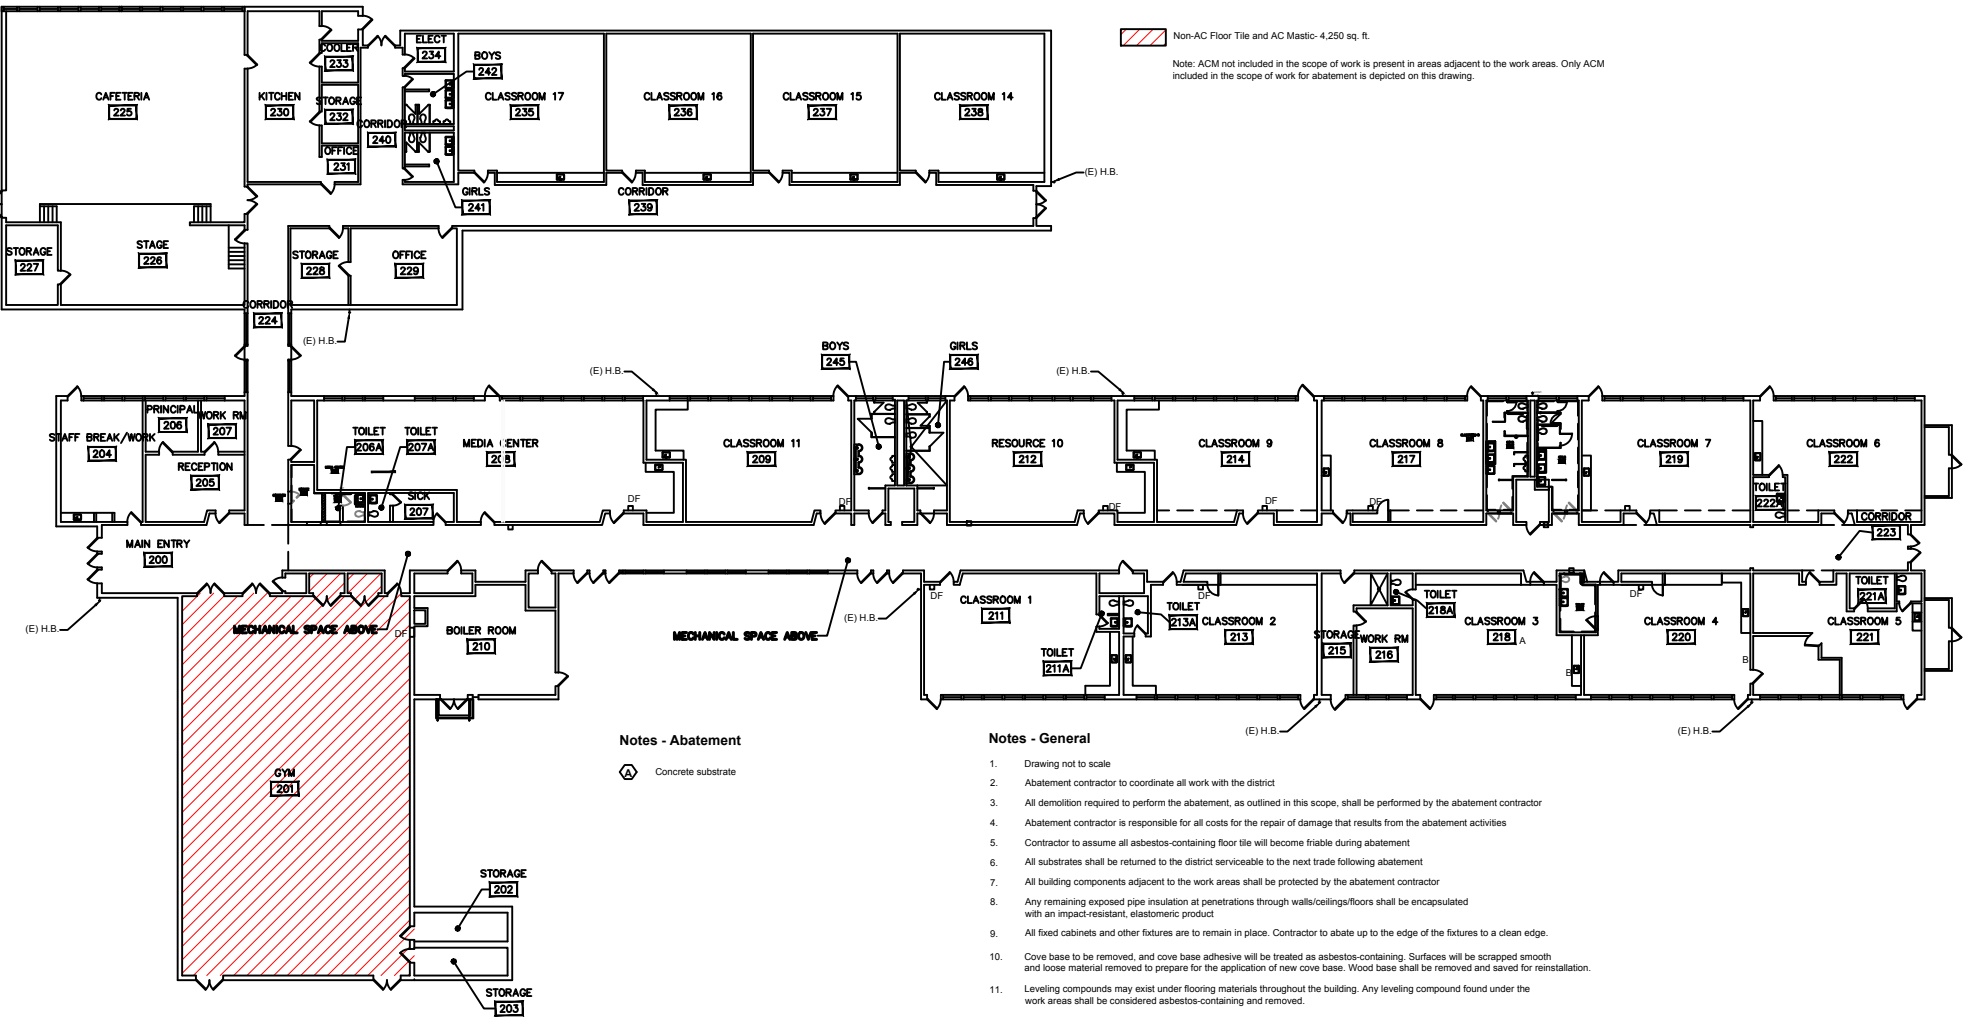 Non-AC Floor Tile and AC Mastic- 4,250 sq. ft.
Note: ACM not included in the scope of work is present in areas adjacent to the work areas. Only ACM
included in the scope of work for abatement is depicted on this drawing.
CAFETERIA
225
KITCHEN
230
COOLER
233
STORAGE
232
OFFICE
231
CORRIDOR
240
ELECT
234
BOYS
242
GIRLS
241
CLASSROOM 17
235
CLASSROOM 16
236
CLASSROOM 15
237
CLASSROOM 14
238
CORRIDOR
239
(E) H.B.
STORAGE
227
STAGE
226
STORAGE
228
OFFICE
229
CORRIDOR
224
(E) H.B.
(E) H.B.
BOYS
245
GIRLS
246
(E) H.B.
STAFF BREAK/WORK
204
PRINCIPAL
206
WORK RM
207
RECEPTION
205
TOILET
206A
TOILET
207A
SICK
207
MEDIA CENTER
208
DF
CLASSROOM 11
209
DF
RESOURCE 10
212
DF
CLASSROOM 9
214
DF
CLASSROOM 8
217
DF
CLASSROOM 7
219
CLASSROOM 6
222
TOILET
222A
CORRIDOR
223
MAIN ENTRY
200
(E) H.B.
MECHANICAL SPACE ABOVE
DF
BOILER ROOM
210
MECHANICAL SPACE ABOVE
(E) H.B.
DF
CLASSROOM 1
211
TOILET
211A
TOILET
213A
DF
CLASSROOM 2
213
STORAGE
215
WORK RM
216
TOILET
218A
CLASSROOM 3
218
A
B
DF
CLASSROOM 4
220
B
TOILET
221A
CLASSROOM 5
221
(E) H.B.
(E) H.B.
GYM
201
STORAGE
202
STORAGE
203
Notes - Abatement
A Concrete substrate
Notes - General
1. Drawing not to scale
2. Abatement contractor to coordinate all work with the district
3. All demolition required to perform the abatement, as outlined in this scope, shall be performed by the abatement contractor
4. Abatement contractor is responsible for all costs for the repair of damage that results from the abatement activities
5. Contractor to assume all asbestos-containing floor tile will become friable during abatement
6. All substrates shall be returned to the district serviceable to the next trade following abatement
7. All building components adjacent to the work areas shall be protected by the abatement contractor
8. Any remaining exposed pipe insulation at penetrations through walls/ceilings/floors shall be encapsulated
with an impact-resistant, elastomeric product
9. All fixed cabinets and other fixtures are to remain in place. Contractor to abate up to the edge of the fixtures to a clean edge.
10. Cove base to be removed, and cove base adhesive will be treated as asbestos-containing. Surfaces will be scrapped smooth
and loose material removed to prepare for the application of new cove base. Wood base shall be removed and saved for reinstallation.
11. Leveling compounds may exist under flooring materials throughout the building. Any leveling compound found under the
work areas shall be considered asbestos-containing and removed.